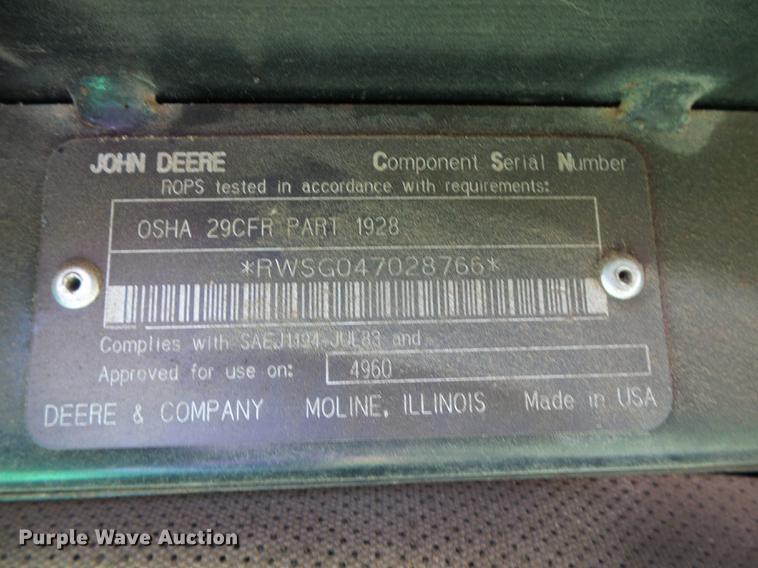 JOHN DEERE Component Serial Number
ROPS tested in accordance with requirements:
OSHA 29CFR PART 1928
*RWSG047028766*
Complies with SAEJ1194-JUL83 and
Approved for use on: 4960
DEERE & COMPANY MOLINE, ILLINOIS Made in USA
Purple Wave Auction